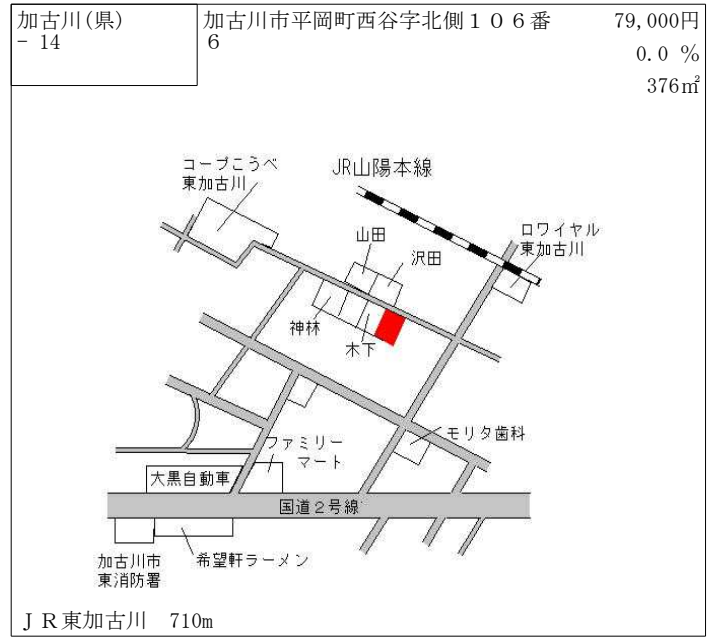 加古川(県)
- 14
加古川市平岡町西谷字北側１０６番
６
79,000円
0.0 %
376㎡
コープこうべ
東加古川
JR山陽本線
ロワイヤル
東加古川
山田
沢田
神林
木下
モリタ歯科
ファミリー
マート
大黒自動車
国道２号線
加古川市
東消防署
希望軒ラーメン
ＪＲ東加古川 710m